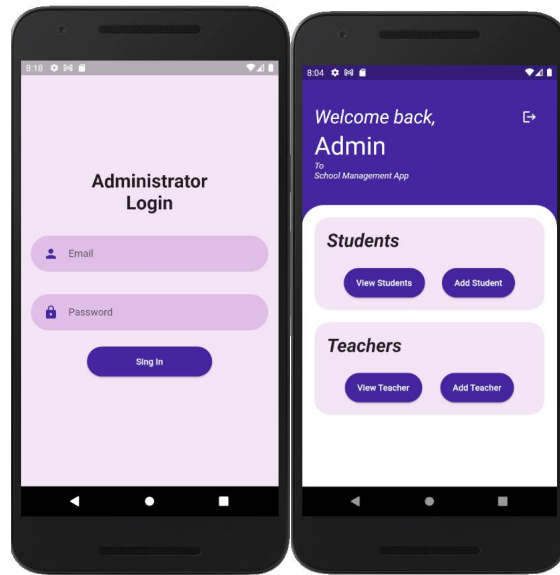 8:18
Administrator
Login
Email
Password
Sing In
8:04
Welcome back,
Admin
To
School Management App
Students
View Students
Add Student
Teachers
View Teacher
Add Teacher